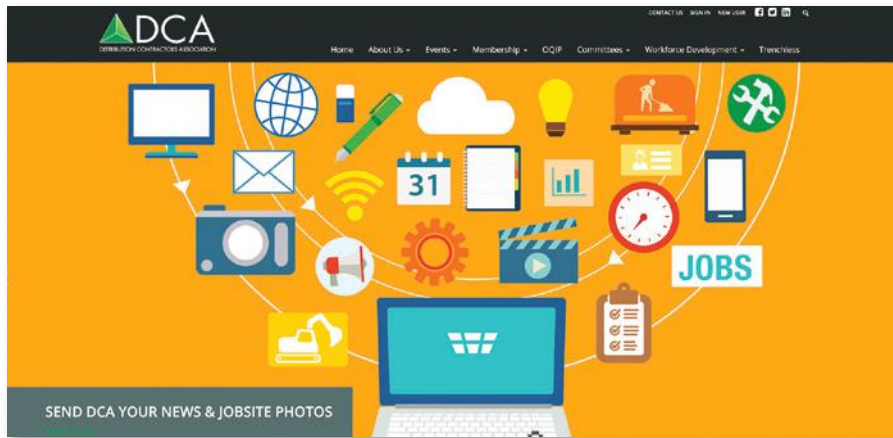 CONTACT US SIGN IN NEW USER
DCA
DISTRIBUTION CONTRACTORS ASSOCIATION
Home About Us Events Membership OQIP Committees Workforce Development Trenchless
31
JOBS
SEND DCA YOUR NEWS & JOBSITE PHOTOS